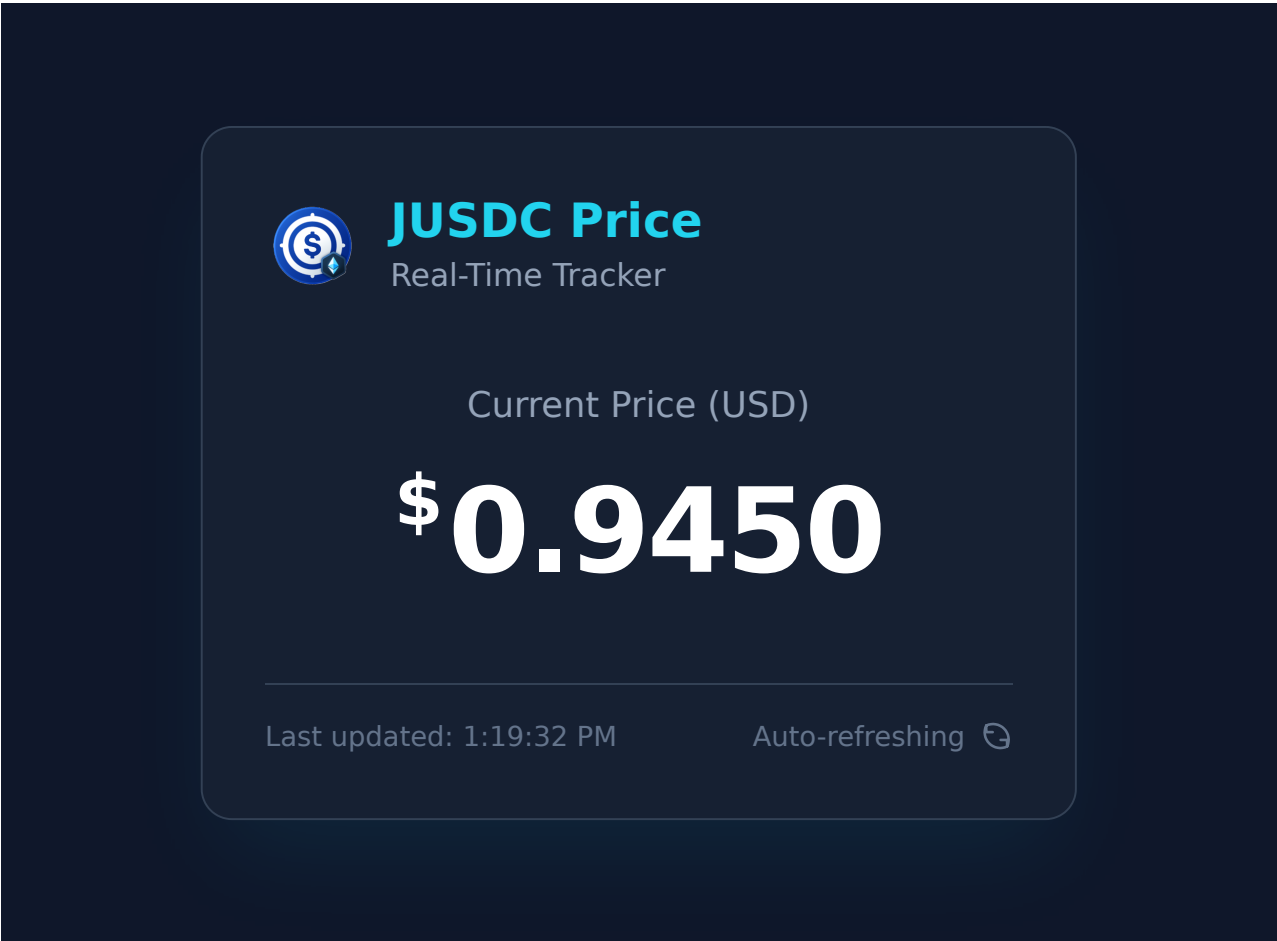 JUSDC Price
Real-Time Tracker
Current Price (USD)
$0.9450
Last updated: 1:19:32 PM
Auto-refreshing